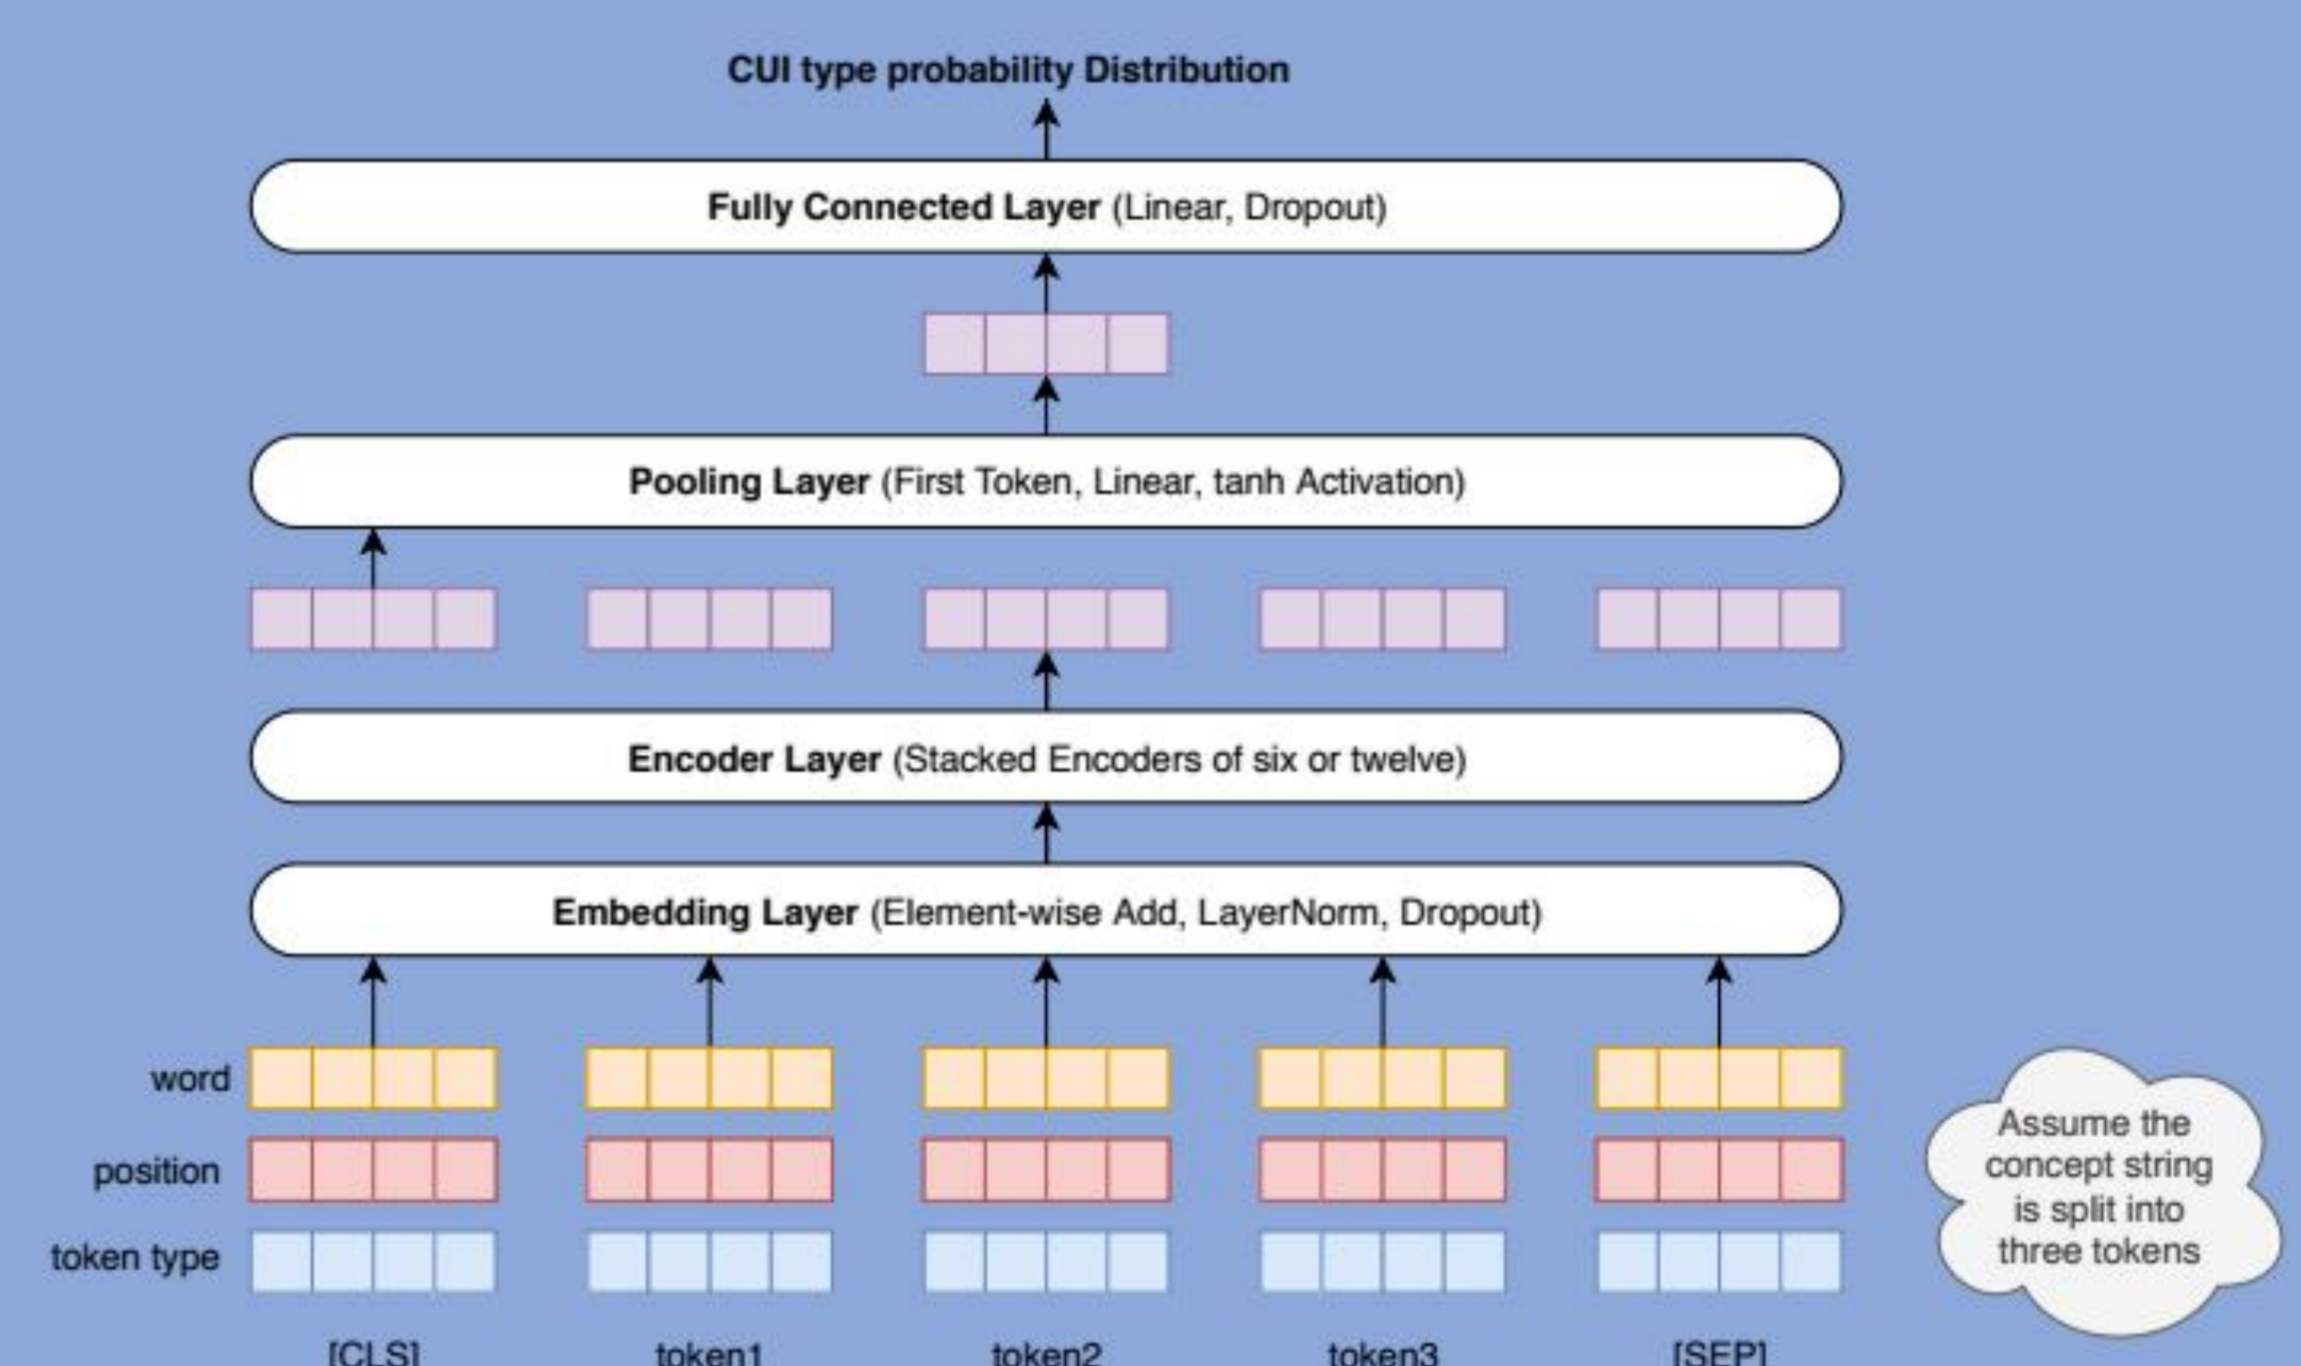 CUI type probability Distribution
Fully Connected Layer (Linear, Dropout)
Pooling Layer (First Token, Linear, tanh Activation)
Encoder Layer (Stacked Encoders of six or twelve)
Embedding Layer (Element-wise Add, LayerNorm, Dropout)
word
position
token type
[CLS] token1 token2 token3 [SEP]
Assume the
concept string
is split into
three tokens